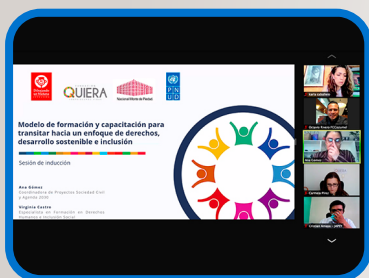 QUIERA
Nacional Monte de Piedad
P N
U D
Modelo de formación y capacitación para
transitar hacia un enfoque de derechos,
desarrollo sostenible e inclusión
Sesión de inducción
Ana Gómez
Coordinadora de Proyectos Sociedad Civil
y Agenda 2030
Virginia Castro
Especialista en Formación en Derechos
Humanos e Inclusión Social